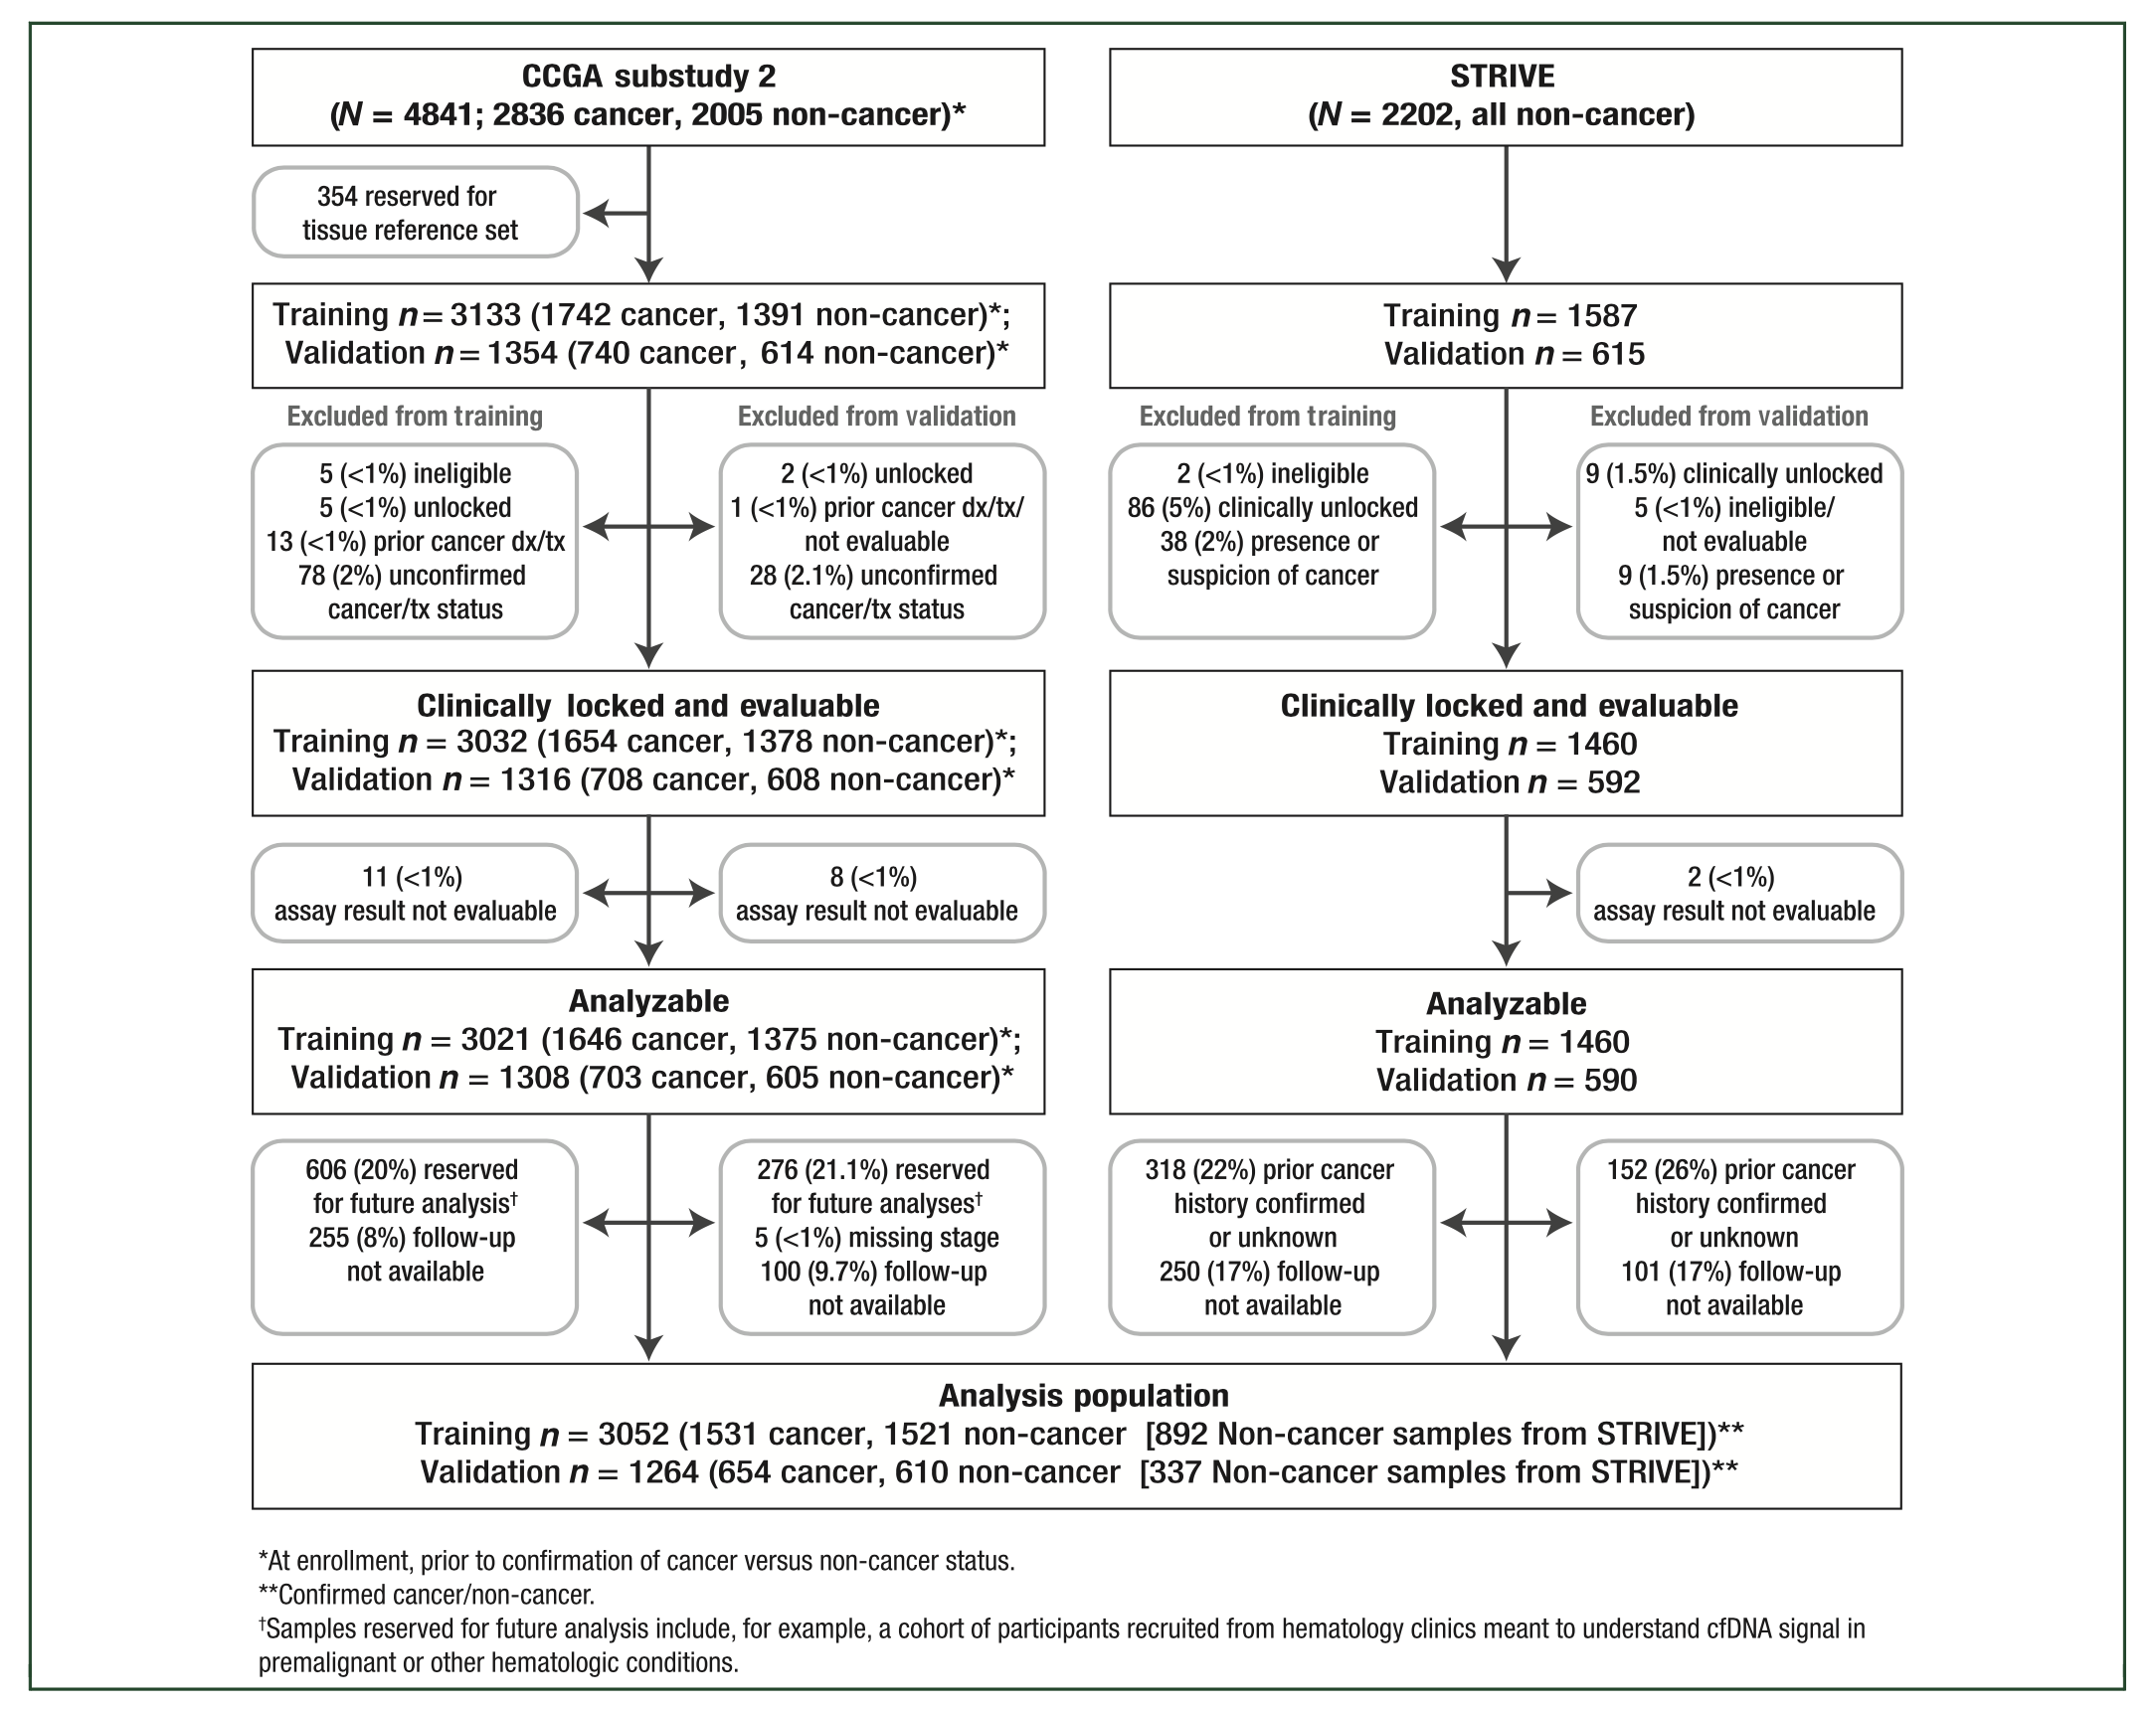 CCGA substudy 2
(N = 4841; 2836 cancer, 2005 non-cancer)*
354 reserved for
tissue reference set
Training n = 3133 (1742 cancer, 1391 non-cancer)*;
Validation n = 1354 (740 cancer, 614 non-cancer)*
Excluded from training
5 (<1%) ineligible
5 (<1%) unlocked
13 (<1%) prior cancer dx/tx
78 (2%) unconfirmed
cancer/tx status
Excluded from validation
2 (<1%) unlocked
1 (<1%) prior cancer dx/tx/
not evaluable
28 (2.1%) unconfirmed
cancer/tx status
Clinically locked and evaluable
Training n = 3032 (1654 cancer, 1378 non-cancer)*;
Validation n = 1316 (708 cancer, 608 non-cancer)*
11 (<1%)
assay result not evaluable
8 (<1%)
assay result not evaluable
Analyzable
Training n = 3021 (1646 cancer, 1375 non-cancer)*;
Validation n = 1308 (703 cancer, 605 non-cancer)*
606 (20%) reserved
for future analysis†
255 (8%) follow-up
not available
276 (21.1%) reserved
for future analyses†
5 (<1%) missing stage
100 (9.7%) follow-up
not available
STRIVE
(N = 2202, all non-cancer)
Training n = 1587
Validation n = 615
Excluded from training
2 (<1%) ineligible
86 (5%) clinically unlocked
38 (2%) presence or
suspicion of cancer
Excluded from validation
9 (1.5%) clinically unlocked
5 (<1%) ineligible/
not evaluable
9 (1.5%) presence or
suspicion of cancer
Clinically locked and evaluable
Training n = 1460
Validation n = 592
2 (<1%)
assay result not evaluable
Analyzable
Training n = 1460
Validation n = 590
318 (22%) prior cancer
history confirmed
or unknown
250 (17%) follow-up
not available
152 (26%) prior cancer
history confirmed
or unknown
101 (17%) follow-up
not available
Analysis population
Training n = 3052 (1531 cancer, 1521 non-cancer [892 Non-cancer samples from STRIVE])**
Validation n = 1264 (654 cancer, 610 non-cancer [337 Non-cancer samples from STRIVE])**
*At enrollment, prior to confirmation of cancer versus non-cancer status.
**Confirmed cancer/non-cancer.
†Samples reserved for future analysis include, for example, a cohort of participants recruited from hematology clinics meant to understand cfDNA signal in
premalignant or other hematologic conditions.